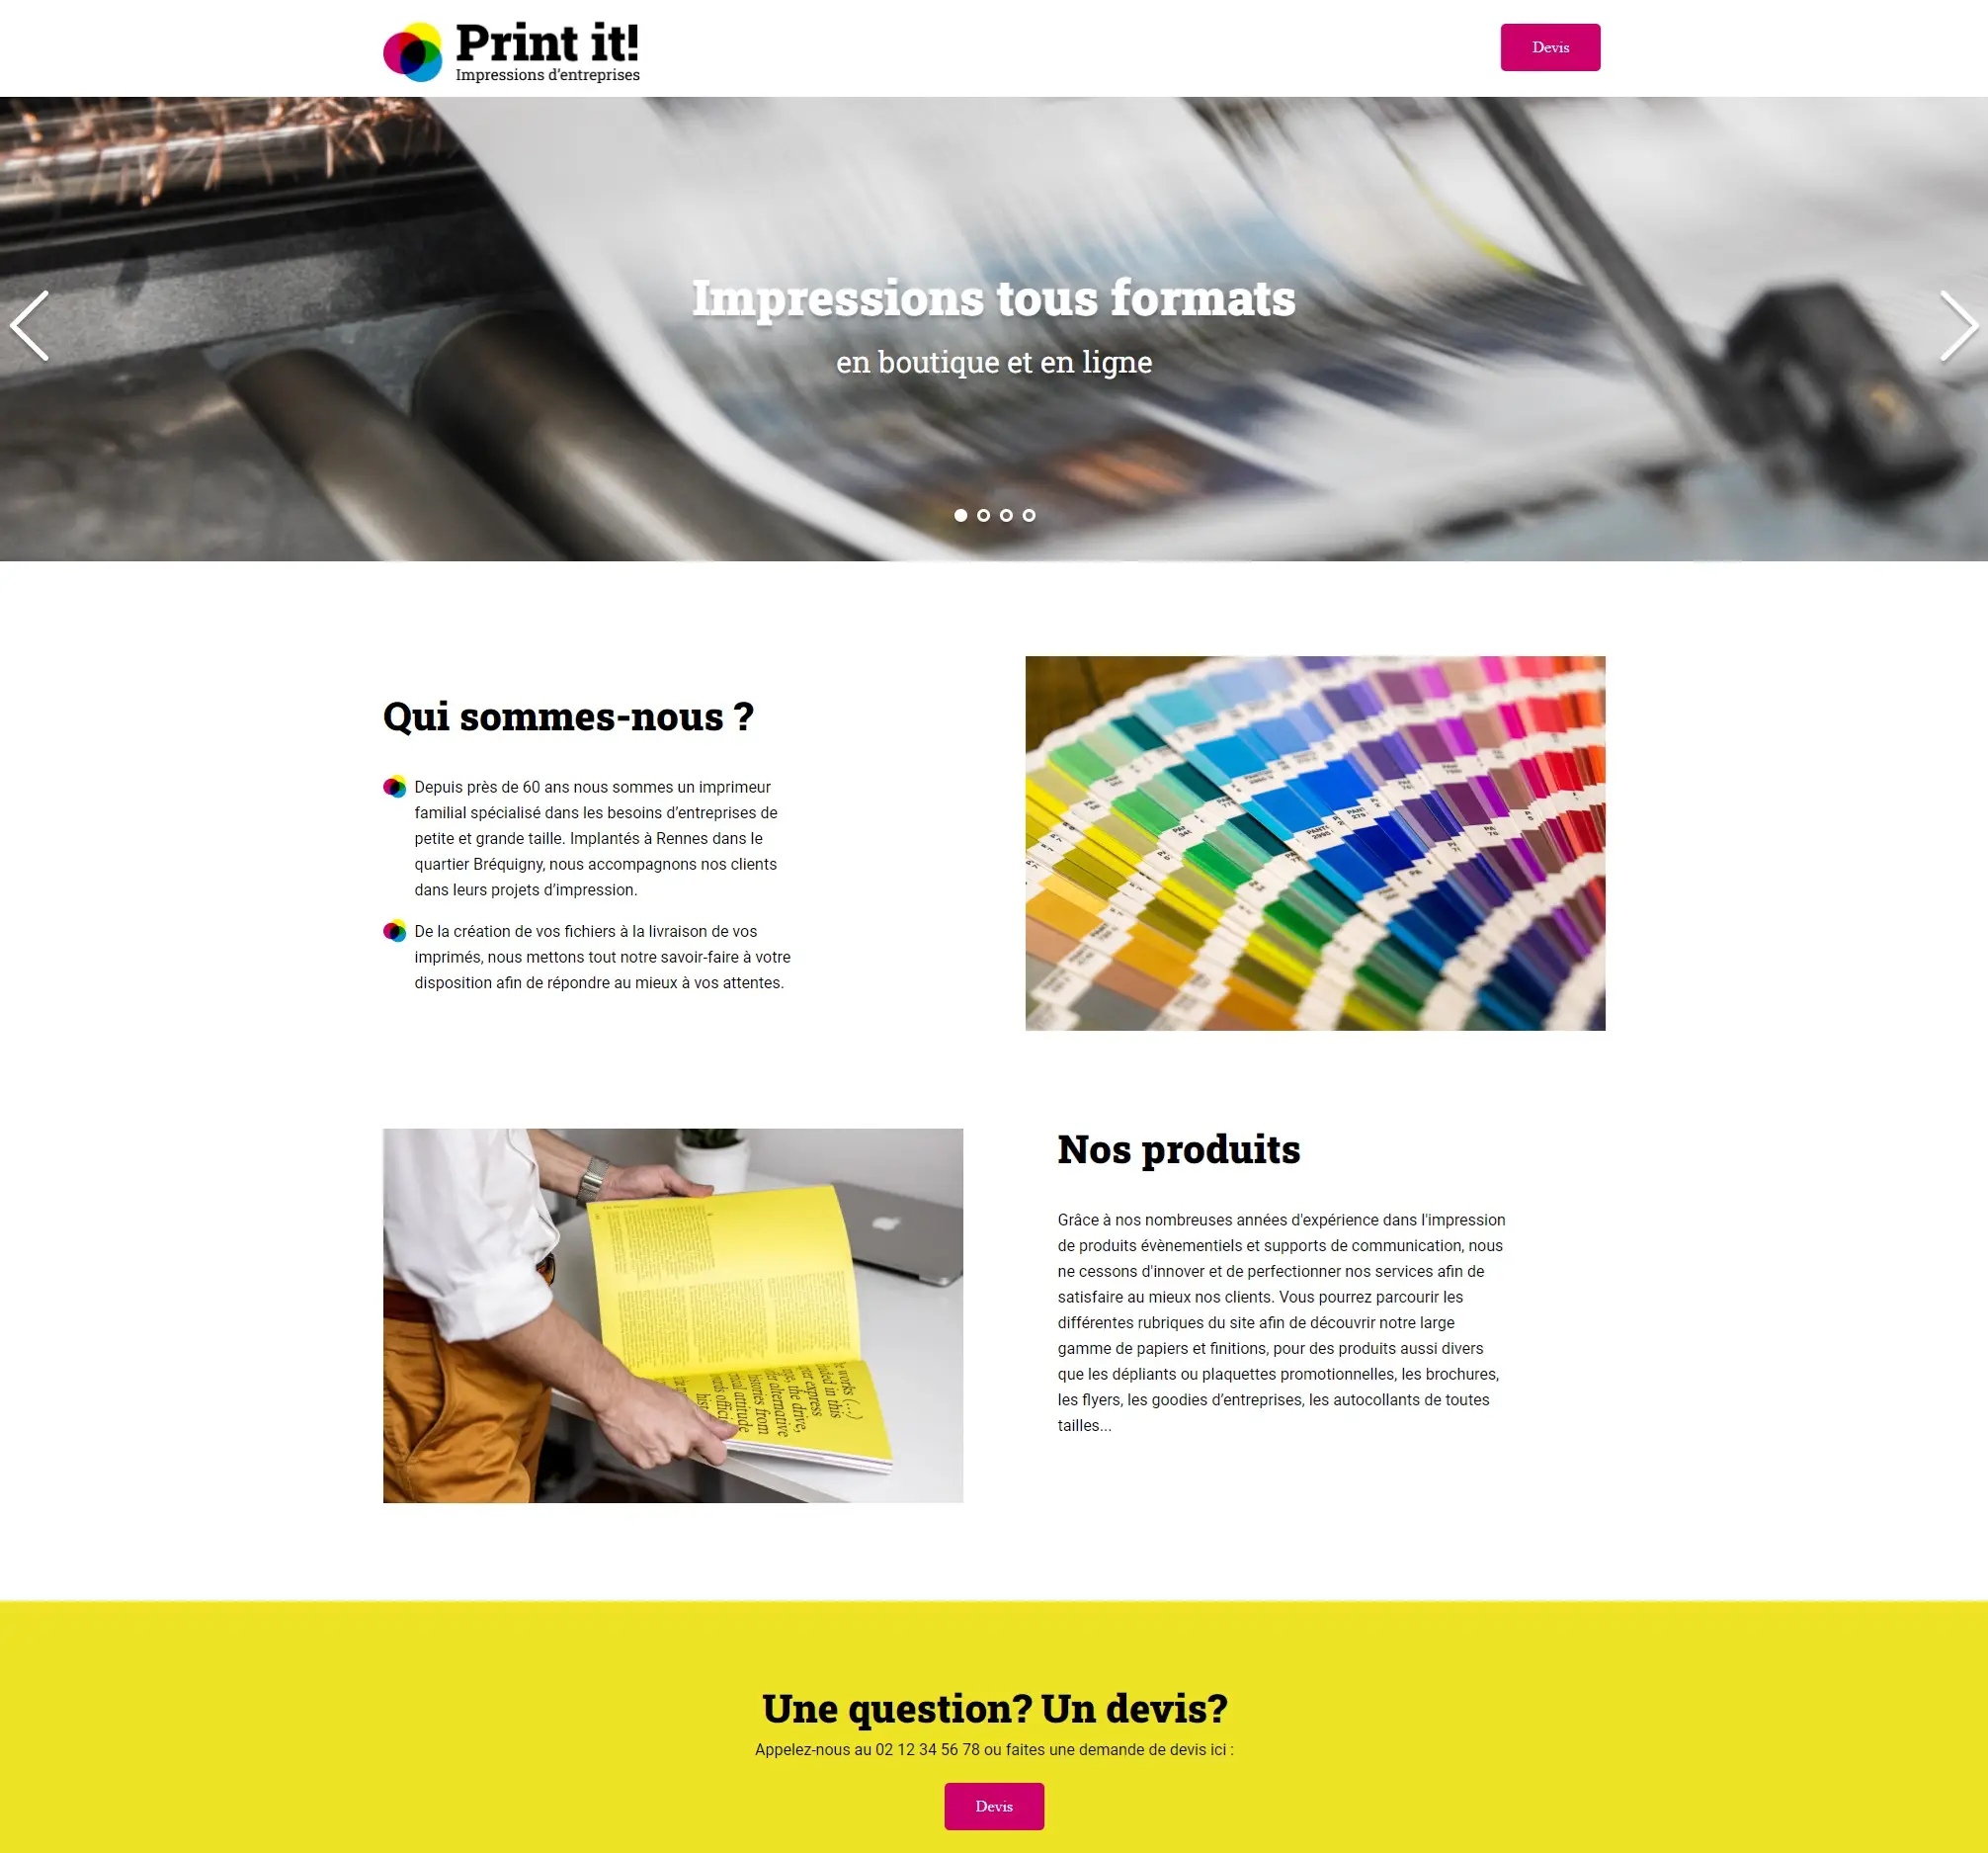 Print it!
Impressions d'entreprises
Devis
Impressions tous formats
en boutique et en ligne
Qui sommes-nous ?
Depuis près de 60 ans nous sommes un imprimeur
familial spécialisé dans les besoins d’entreprises de
petite et grande taille. Implantés à Rennes dans le
quartier Bréquigny, nous accompagnons nos clients
dans leurs projets d’impression.
De la création de vos fichiers à la livraison de vos
imprimés, nous mettons tout notre savoir-faire à votre
disposition afin de répondre au mieux à vos attentes.
Nos produits
Grâce à nos nombreuses années d'expérience dans l'impression
de produits évènementiels et supports de communication, nous
ne cessons d'innover et de perfectionner nos services afin de
satisfaire au mieux nos clients. Vous pourrez parcourir les
différentes rubriques du site afin de découvrir notre large
gamme de papiers et finitions, pour des produits aussi divers
que les dépliants ou plaquettes promotionnelles, les brochures,
les flyers, les goodies d’entreprises, les autocollants de toutes
tailles...
Une question? Un devis?
Appelez-nous au 02 12 34 56 78 ou faites une demande de devis ici :
Devis